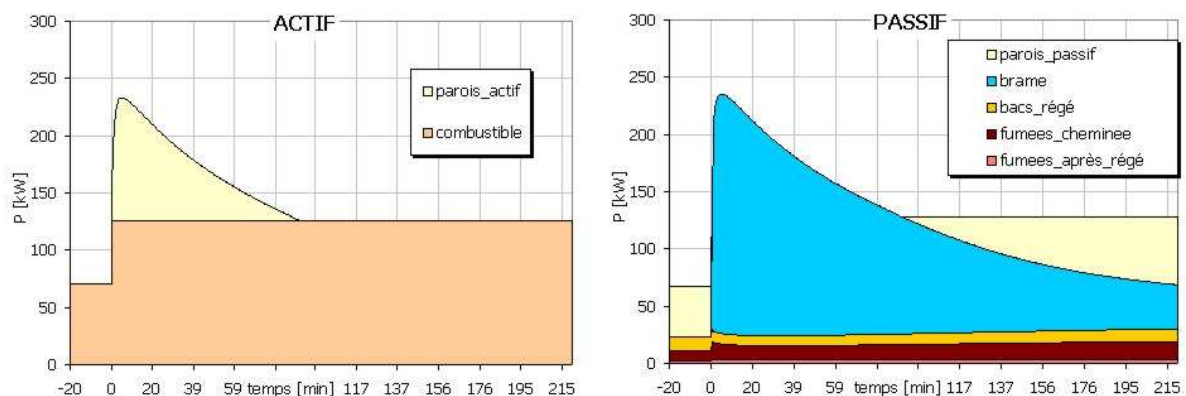 ACTIF
300
250
200
150
100
50
0
P [kW]
parois_actif
combustible
-20 0 20 39 59 temps [min] 117 137 156 176 195 215
PASSIF
300
250
200
150
100
50
0
P [kW]
parois_passif
brame
bacs_régé
fumees_cheminee
fumees_après_régé
-20 0 20 39 59 temps [min] 117 137 156 176 195 215